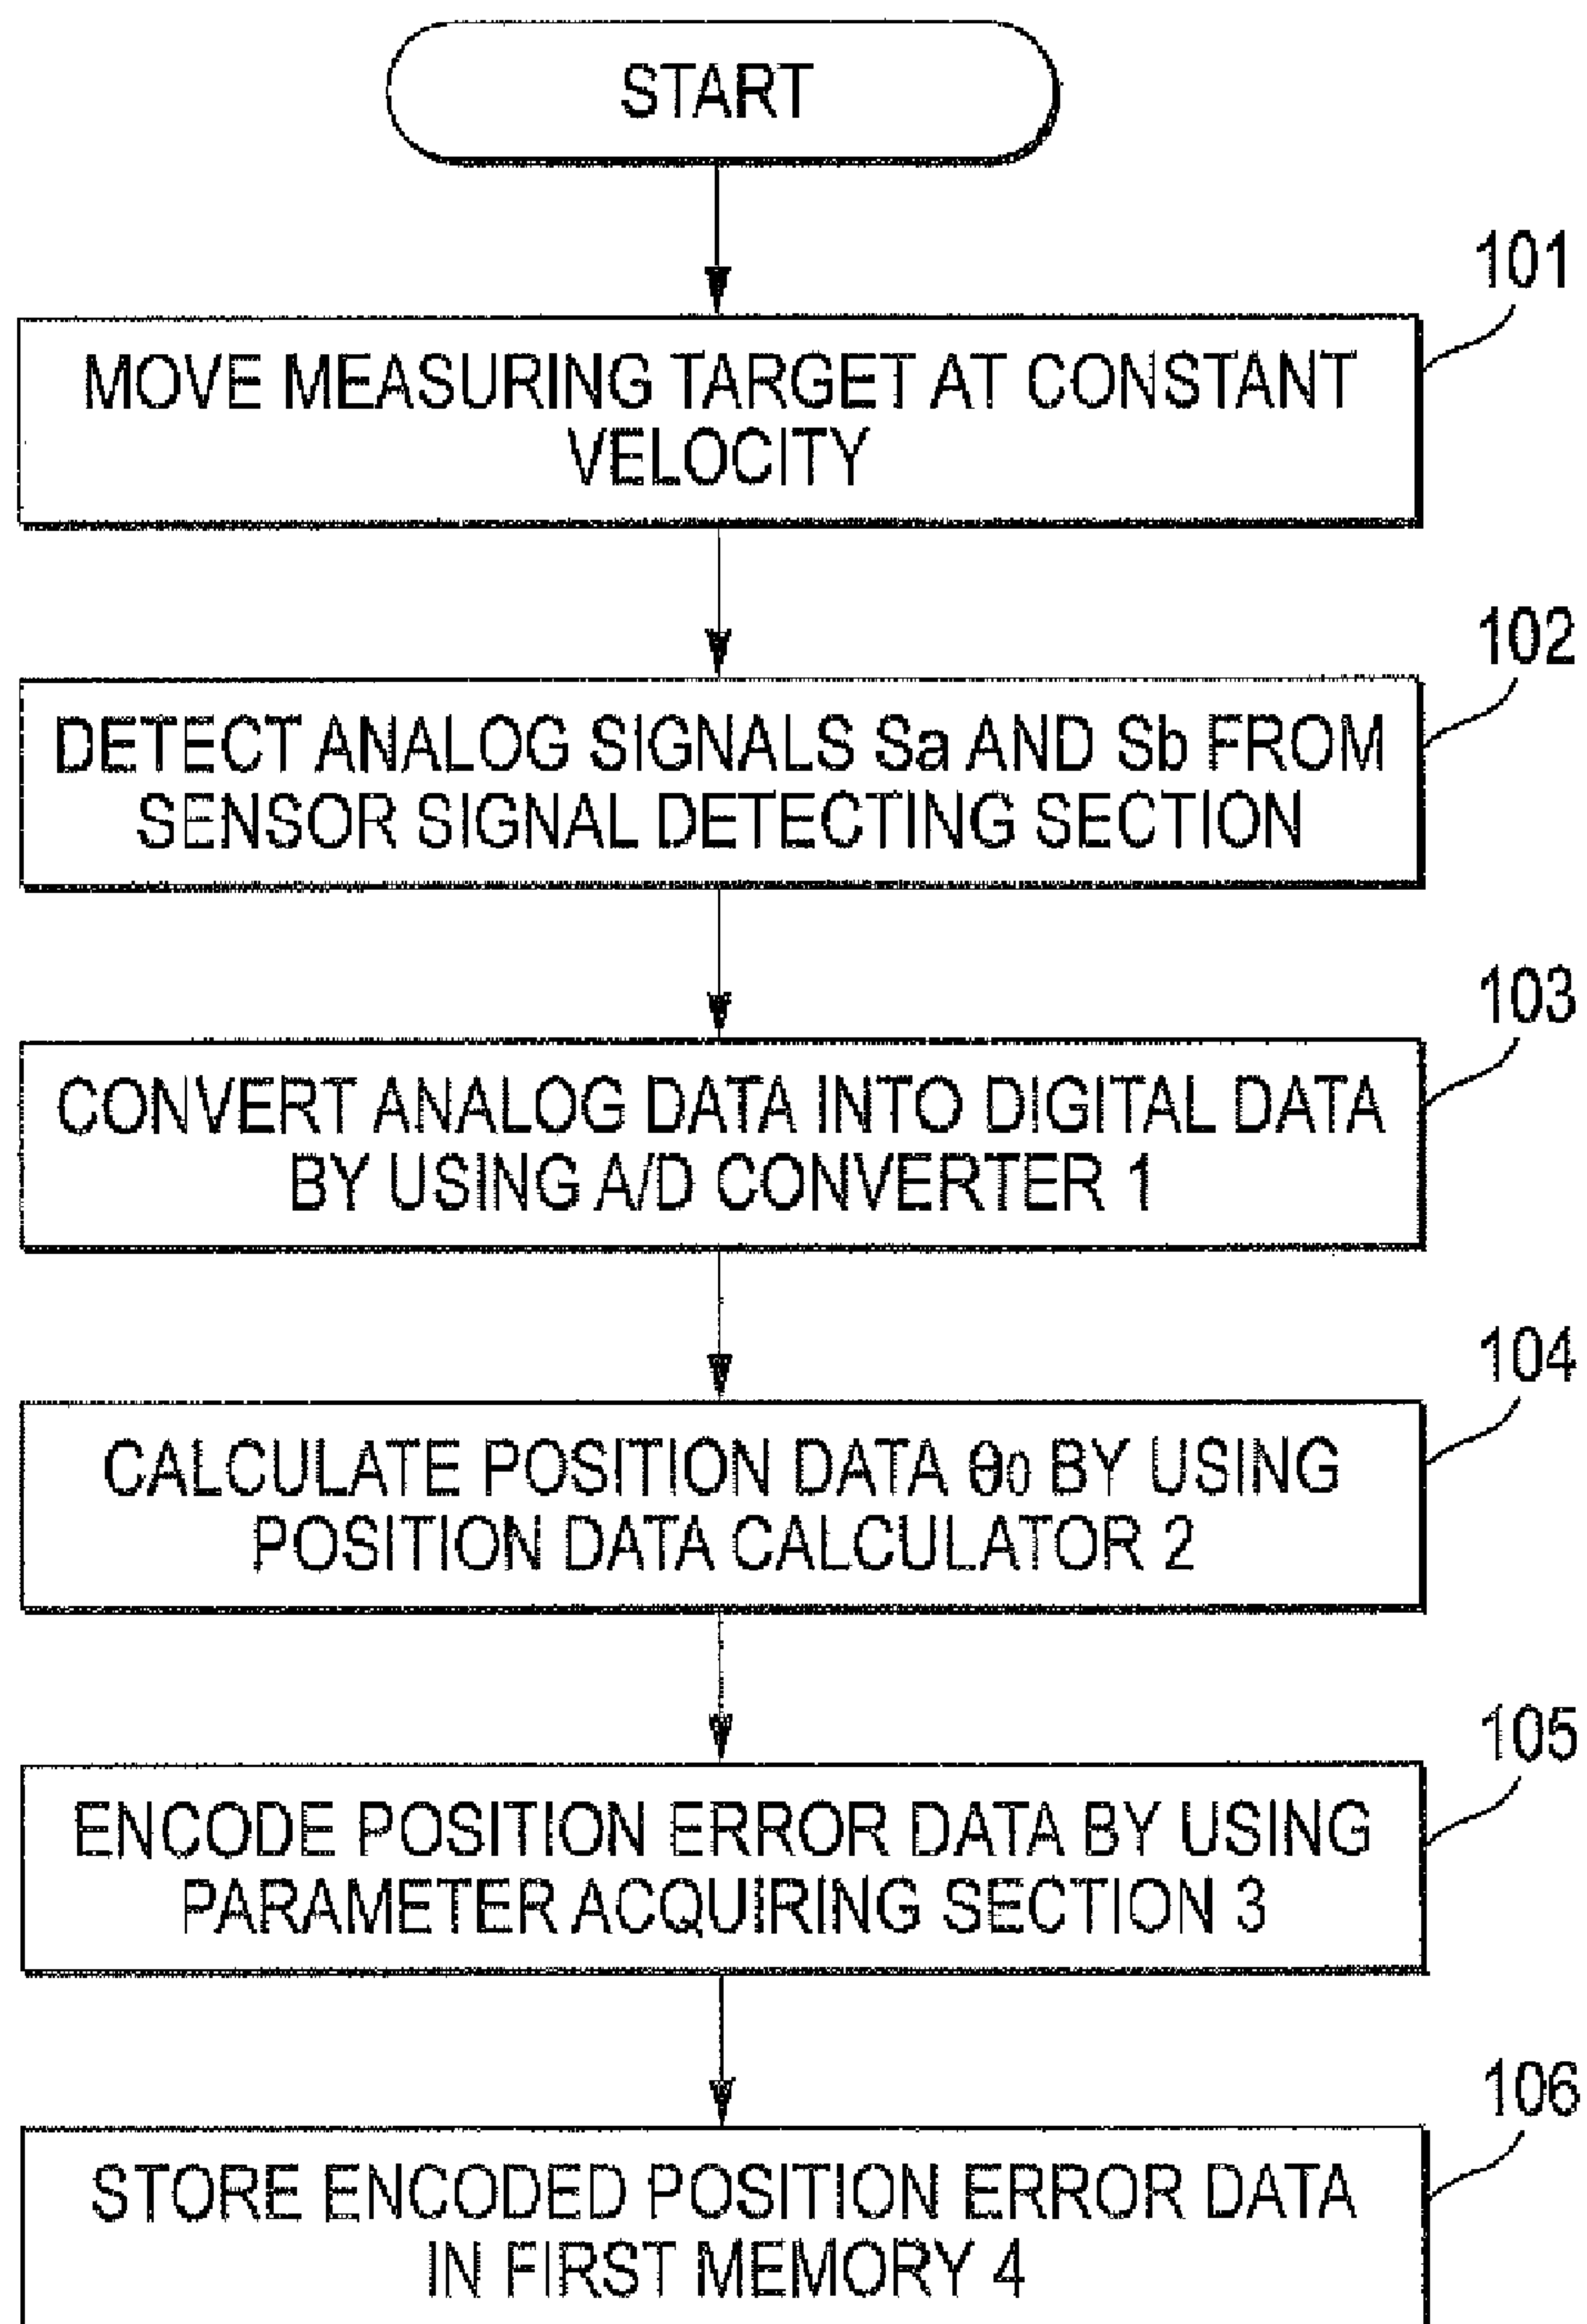 START
101
MOVE MEASURING TARGET AT CONSTANT
VELOCITY
102
DETECT ANALOG SIGNALS Sa AND Sb FROM
SENSOR SIGNAL DETECTING SECTION
103
CONVERT ANALOG DATA INTO DIGITAL DATA
BY USING A/D CONVERTER 1
104
CALCULATE POSITION DATA θ0 BY USING
POSITION DATA CALCULATOR 2
105
ENCODE POSITION ERROR DATA BY USING
PARAMETER ACQUIRING SECTION 3
106
STORE ENCODED POSITION ERROR DATA
IN FIRST MEMORY 4